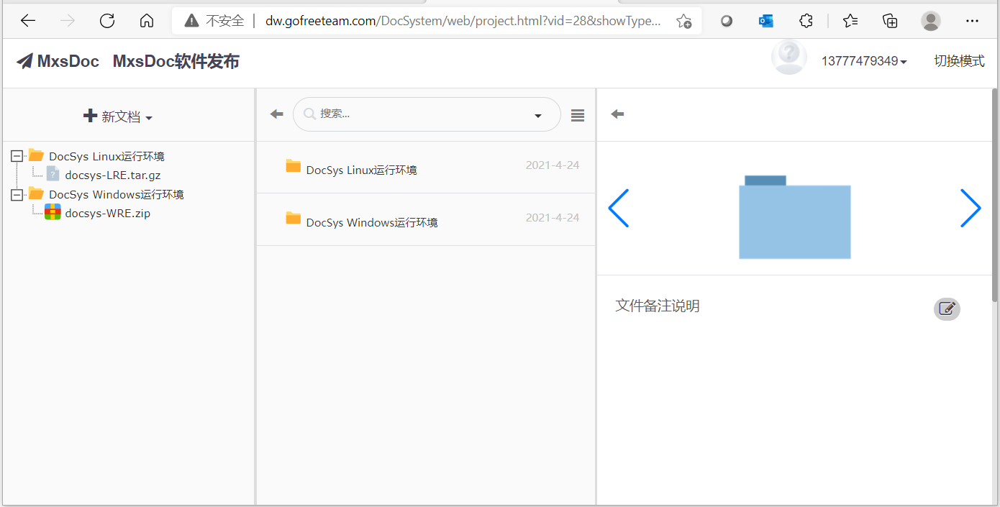 不安全 dw.gofreeteam.com/DocSystem/web/project.html?vid=28&showType...
MxsDoc MxsDoc软件发布
13777479349
切换模式
新文档
DocSys Linux运行环境
docsys-LRE.tar.gz
DocSys Windows运行环境
docsys-WRE.zip
搜索...
DocSys Linux运行环境 2021-4-24
DocSys Windows运行环境 2021-4-24
文件备注说明